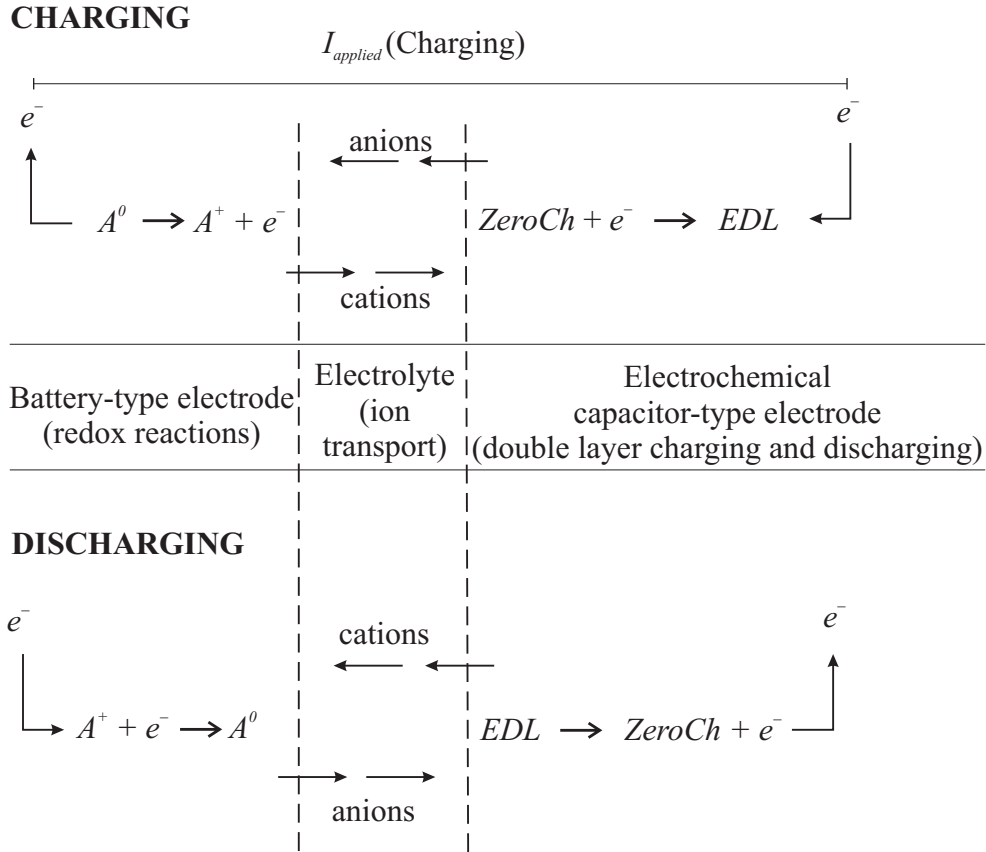 CHARGING
I_applied (Charging)
e⁻
e⁻
anions
A⁰ → A⁺ + e⁻
ZeroCh + e⁻ → EDL
cations
Battery-type electrode
(redox reactions)
Electrolyte
(ion
transport)
Electrochemical
capacitor-type electrode
(double layer charging and discharging)
DISCHARGING
e⁻
e⁻
cations
A⁺ + e⁻ → A⁰
EDL → ZeroCh + e⁻
anions